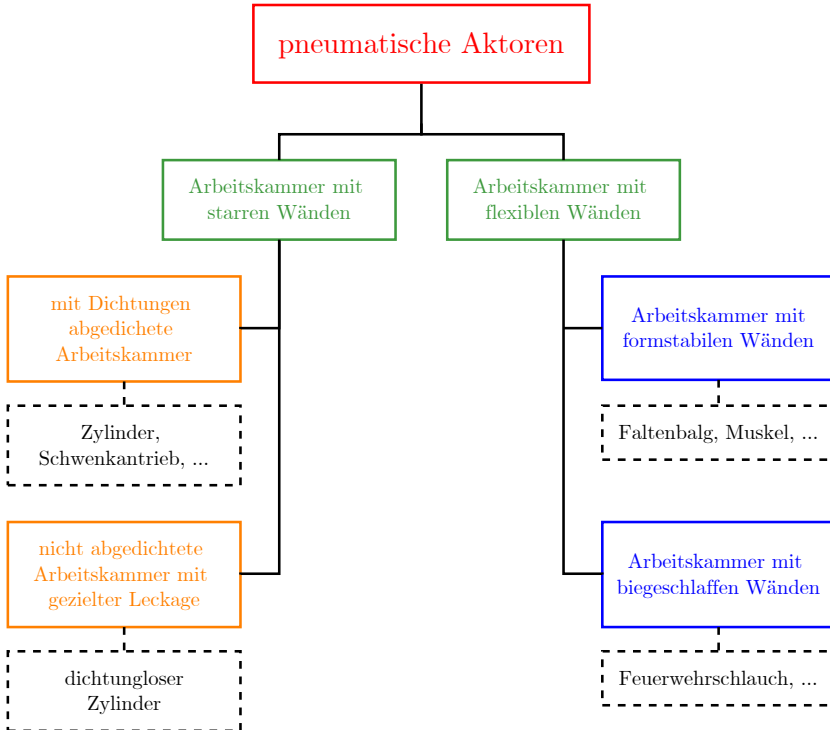 pneumatische Aktoren
Arbeitskammer mit
starren Wänden
Arbeitskammer mit
flexiblen Wänden
mit Dichtungen
abgedichete
Arbeitskammer
Arbeitskammer mit
formstabilen Wänden
Zylinder,
Schwenkantrieb, ...
Faltenbalg, Muskel, ...
nicht abgedichtete
Arbeitskammer mit
gezielter Leckage
Arbeitskammer mit
biegeschlaffen Wänden
dichtungloser
Zylinder
Feuerwehrschlauch, ...